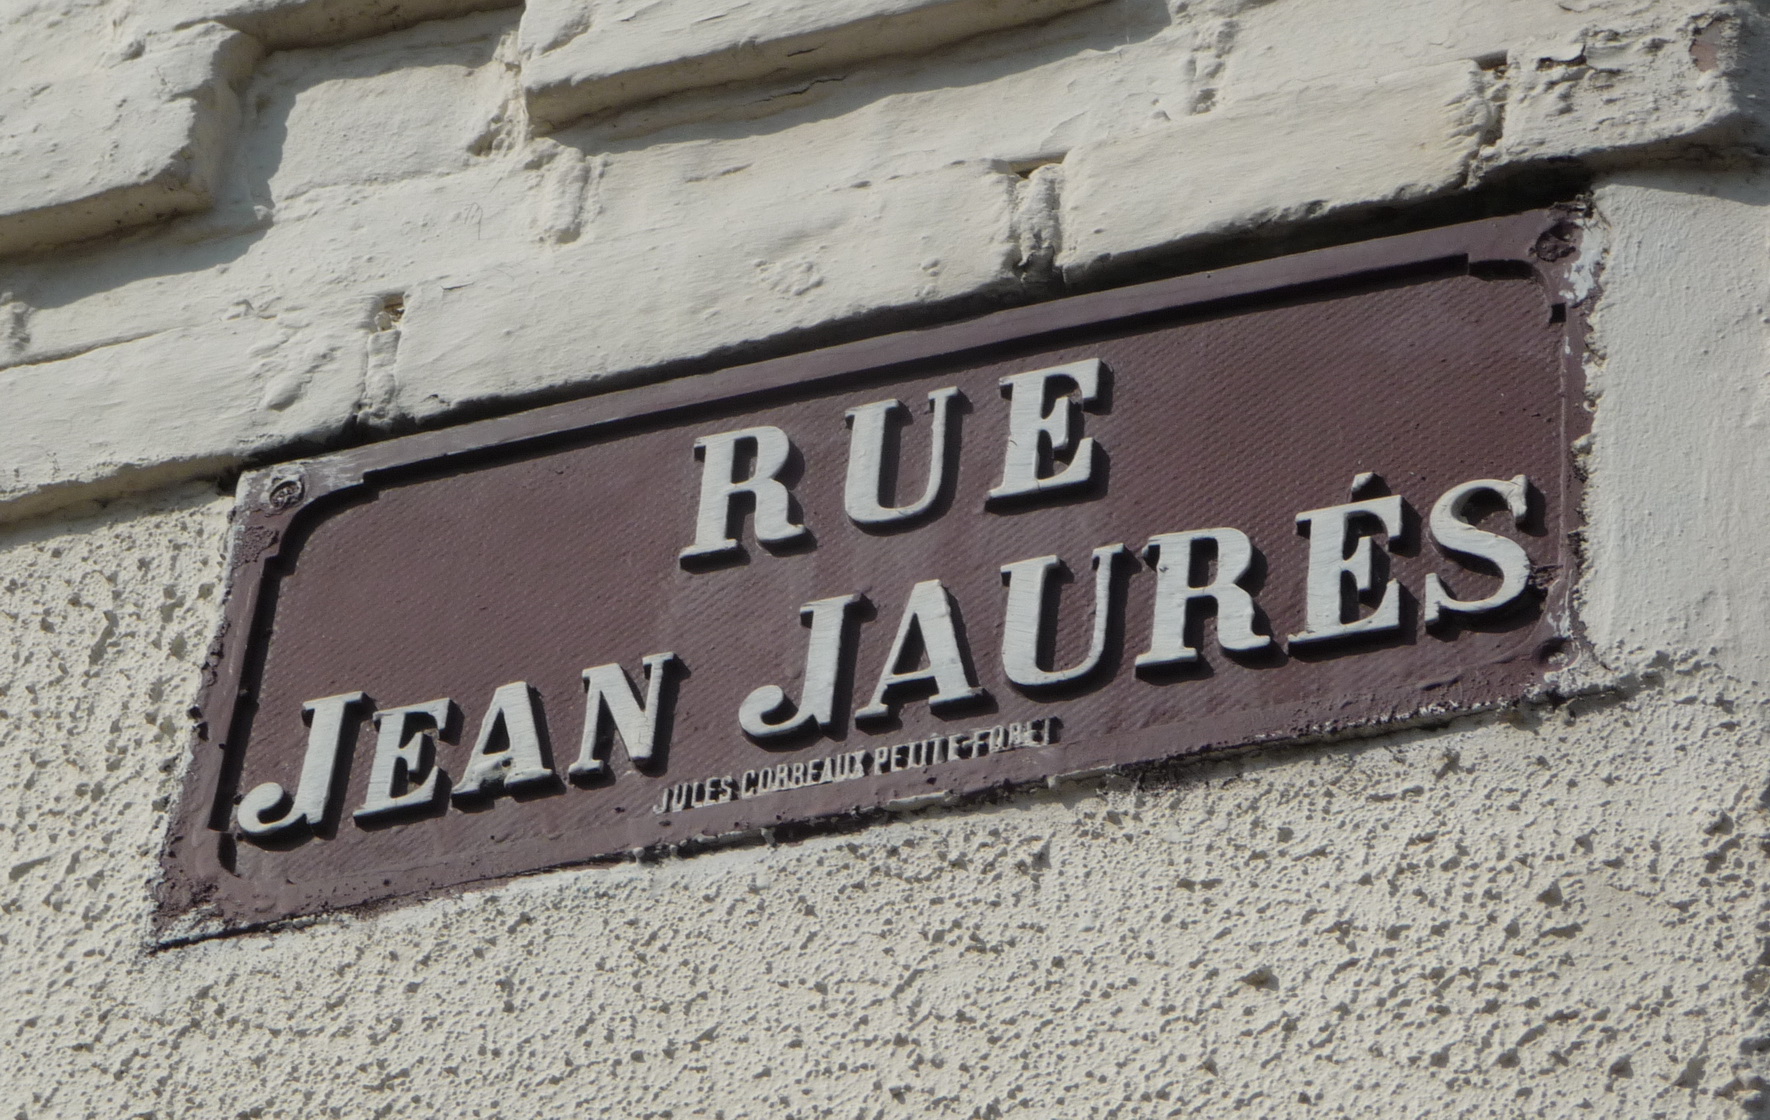 RUE
JEAN JAURÉS
JULES CORBEAUX PETITE-FORET